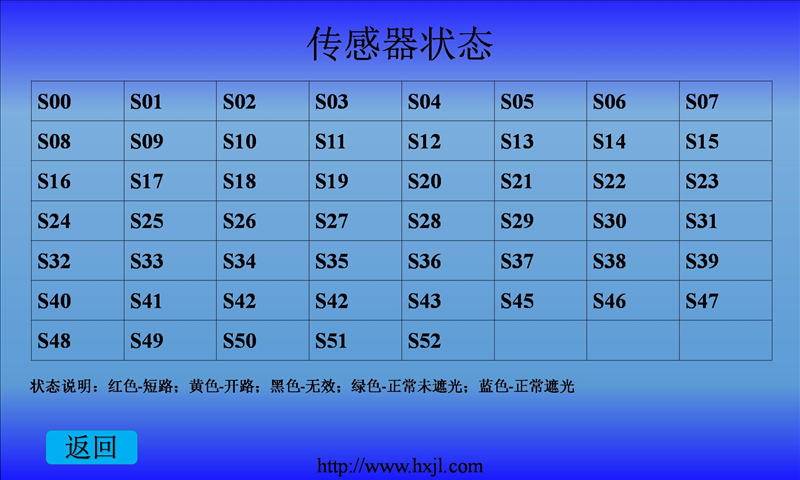 传感器状态
S00 S01 S02 S03 S04 S05 S06 S07
S08 S09 S10 S11 S12 S13 S14 S15
S16 S17 S18 S19 S20 S21 S22 S23
S24 S25 S26 S27 S28 S29 S30 S31
S32 S33 S34 S35 S36 S37 S38 S39
S40 S41 S42 S42 S43 S45 S46 S47
S48 S49 S50 S51 S52
状态说明：红色-短路；黄色-开路；黑色-无效；绿色-正常未遮光；蓝色-正常遮光
返回
http://www.hxjl.com